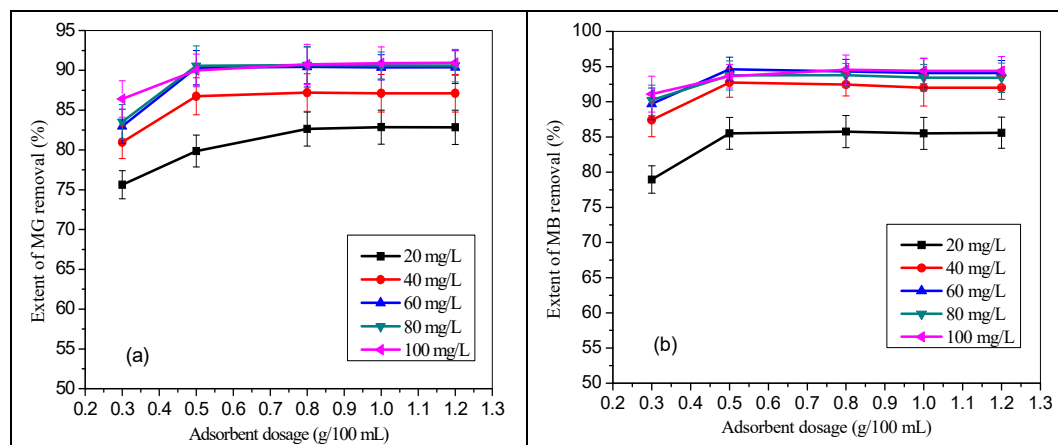 95
90
85
80
75
70
65
60
55
50
Extent of MG removal (%)
20 mg/L
40 mg/L
60 mg/L
80 mg/L
100 mg/L
(a)
0.2 0.3 0.4 0.5 0.6 0.7 0.8 0.9 1.0 1.1 1.2 1.3
Adsorbent dosage (g/100 mL)
100
95
90
85
80
75
70
65
60
55
50
Extent of MB removal (%)
20 mg/L
40 mg/L
60 mg/L
80 mg/L
100 mg/L
(b)
0.2 0.3 0.4 0.5 0.6 0.7 0.8 0.9 1.0 1.1 1.2 1.3
Adsorbent dosage (g/100 mL)